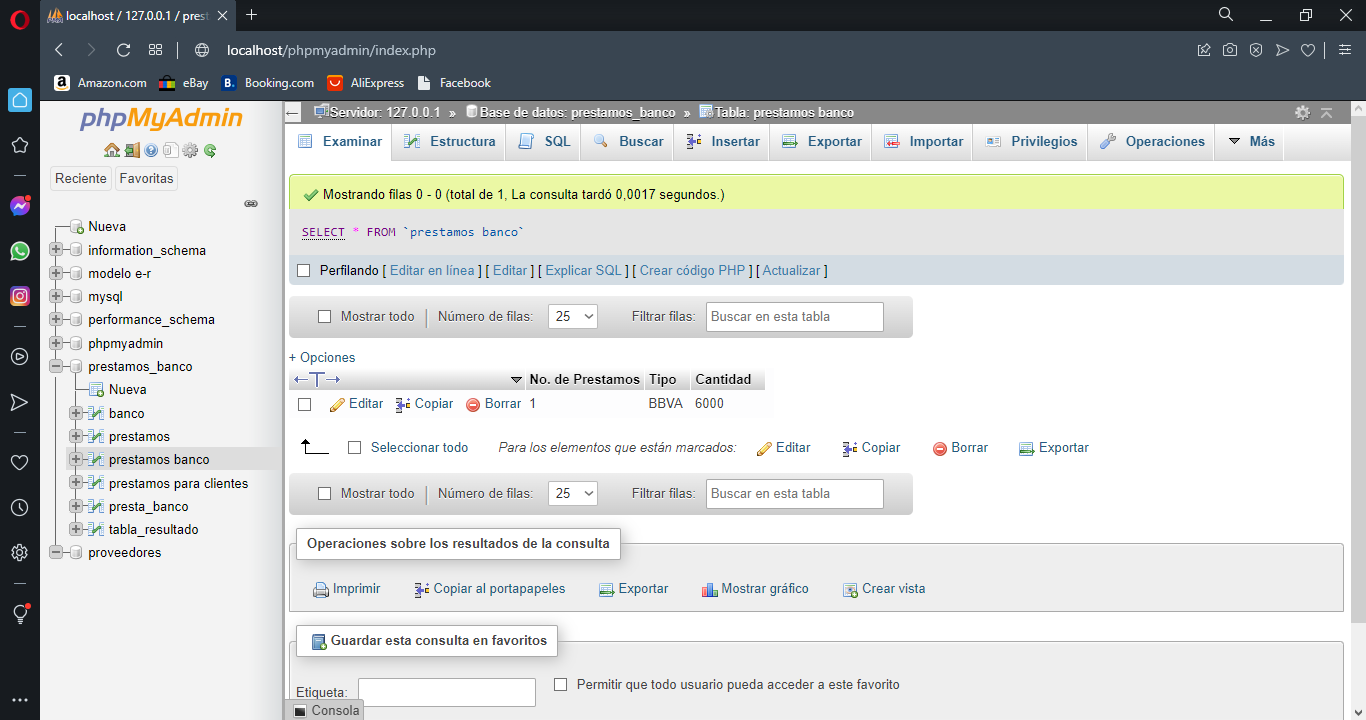 localhost / 127.0.0.1 / prest
localhost/phpmyadmin/index.php
Amazon.com eBay Booking.com AliExpress Facebook
phpMyAdmin
Reciente Favoritas
Nueva
information_schema
modelo e-r
mysql
performance_schema
phpmyadmin
prestamos_banco
Nueva
banco
prestamos
prestamos banco
prestamos para clientes
presta_banco
tabla_resultado
proveedores
Servidor: 127.0.0.1 » Base de datos: prestamos_banco » Tabla: prestamos banco
Examinar Estructura SQL Buscar Insertar Exportar Importar Privilegios Operaciones Más
Mostrando filas 0 - 0 (total de 1, La consulta tardó 0,0017 segundos.)
SELECT * FROM `prestamos banco`
Perfilando [ Editar en línea ] [ Editar ] [ Explicar SQL ] [ Crear código PHP ] [ Actualizar ]
Mostrar todo | Número de filas: 25 Filtrar filas: Buscar en esta tabla
+ Opciones
←T→ No. de Prestamos Tipo Cantidad
Editar Copiar Borrar 1 BBVA 6000
Seleccionar todo Para los elementos que están marcados: Editar Copiar Borrar Exportar
Mostrar todo | Número de filas: 25 Filtrar filas: Buscar en esta tabla
Operaciones sobre los resultados de la consulta
Imprimir Copiar al portapapeles Exportar Mostrar gráfico Crear vista
Guardar esta consulta en favoritos
Etiqueta: Permitir que todo usuario pueda acceder a este favorito
Consola